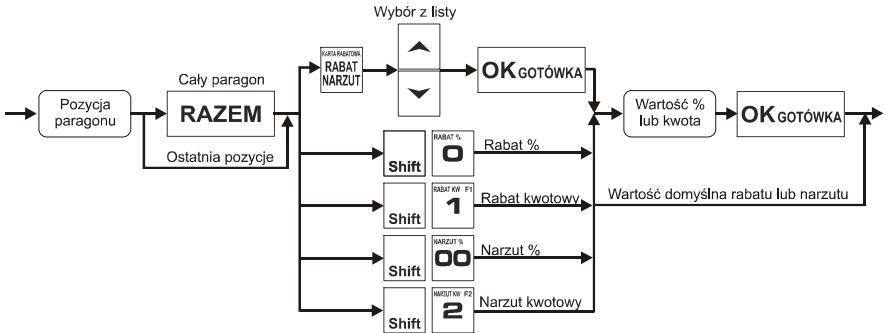 Wybór z listy
KARTA RABATOWA
RABAT
NARZUT
OK GOTÓWKA
Cały paragon
Pozycja
paragonu
RAZEM
Ostatnia pozycje
Wartość %
lub kwota
OK GOTÓWKA
Shift
RABAT %
0
Rabat %
Shift
RABAT KW F1
1
Rabat kwotowy
Wartość domyślna rabatu lub narzutu
Shift
NARZUT %
00
Narzut %
Shift
NARZUT KW F2
2
Narzut kwotowy